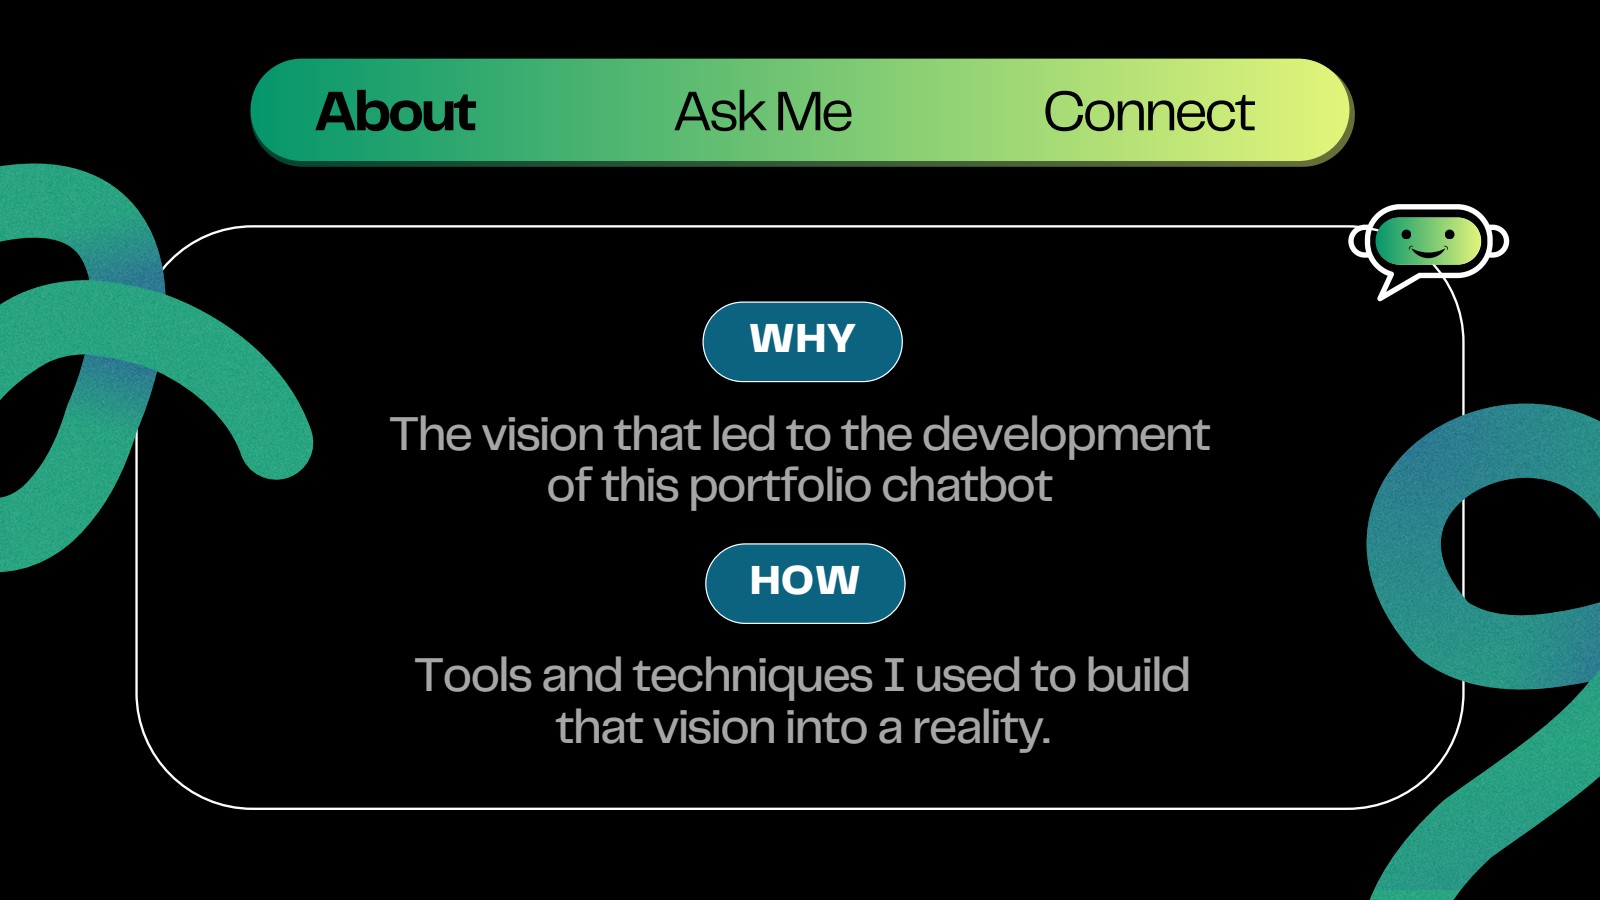 About
Ask Me
Connect
WHY
The vision that led to the development
of this portfolio chatbot
HOW
Tools and techniques I used to build
that vision into a reality.